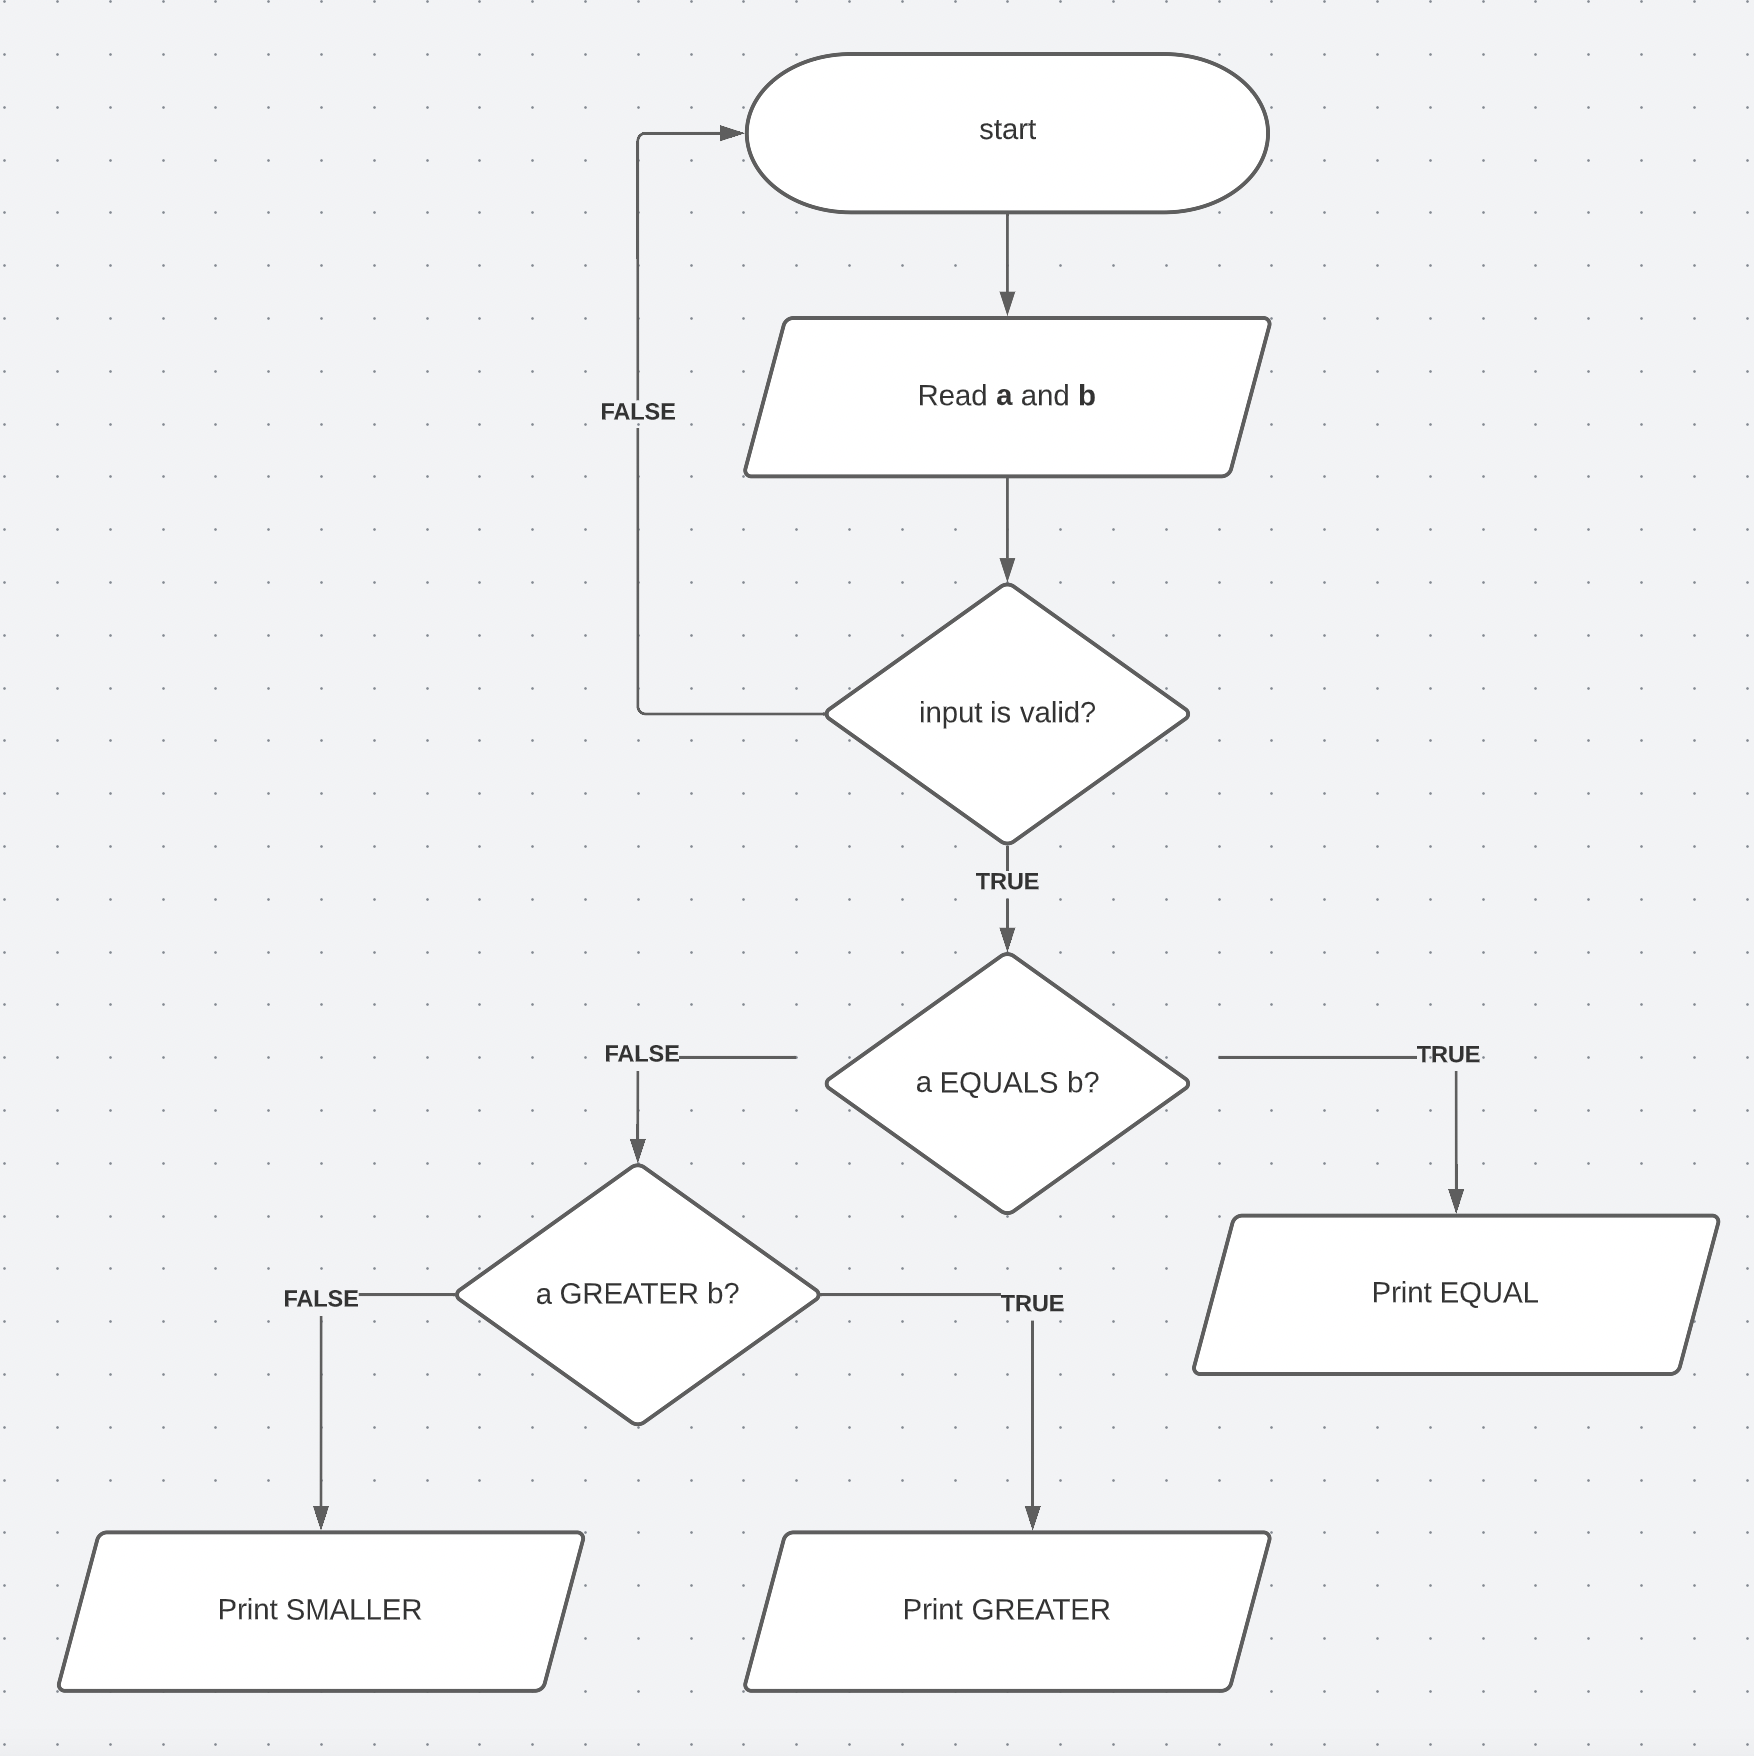 start
Read a and b
FALSE
input is valid?
TRUE
FALSE
TRUE
a EQUALS b?
a GREATER b?
Print EQUAL
FALSE
TRUE
Print SMALLER
Print GREATER